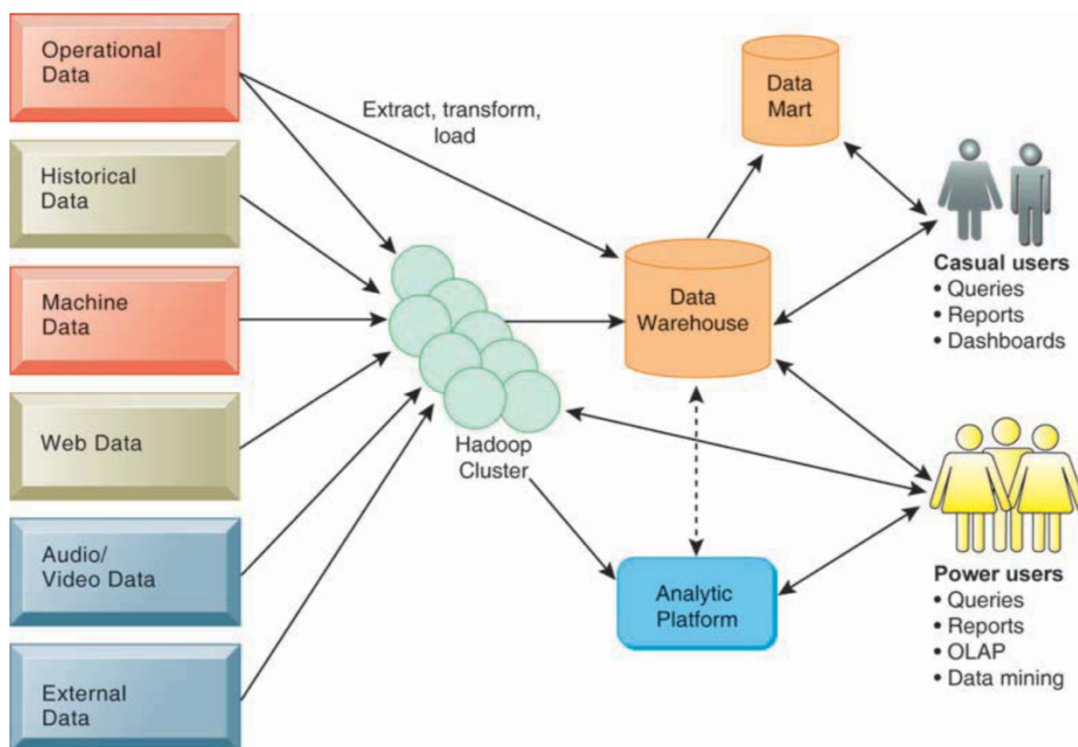 Operational
Data
Historical
Data
Machine
Data
Web Data
Audio/
Video Data
External
Data
Extract, transform,
load
Hadoop
Cluster
Data
Mart
Data
Warehouse
Analytic
Platform
Casual users
• Queries
• Reports
• Dashboards
Power users
• Queries
• Reports
• OLAP
• Data mining